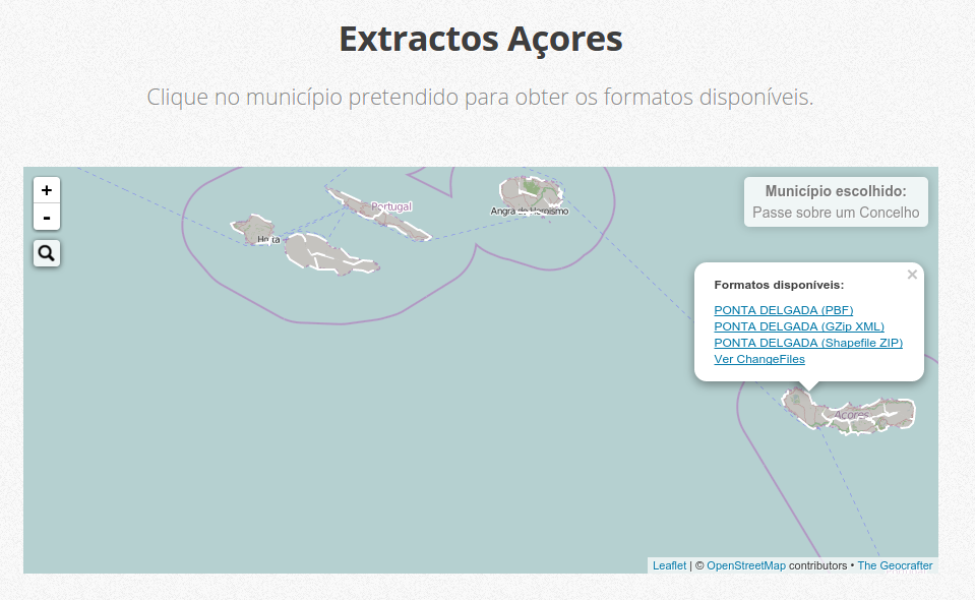 Extractos Açores
Clique no município pretendido para obter os formatos disponíveis.
+
-
Município escolhido:
Passe sobre um Concelho
Portugal
Angra do Heroísmo
Horta
×
Formatos disponíveis:
PONTA DELGADA (PBF)
PONTA DELGADA (GZip XML)
PONTA DELGADA (Shapefile ZIP)
Ver ChangeFiles
Açores
Leaflet | © OpenStreetMap contributors • The Geocrafter